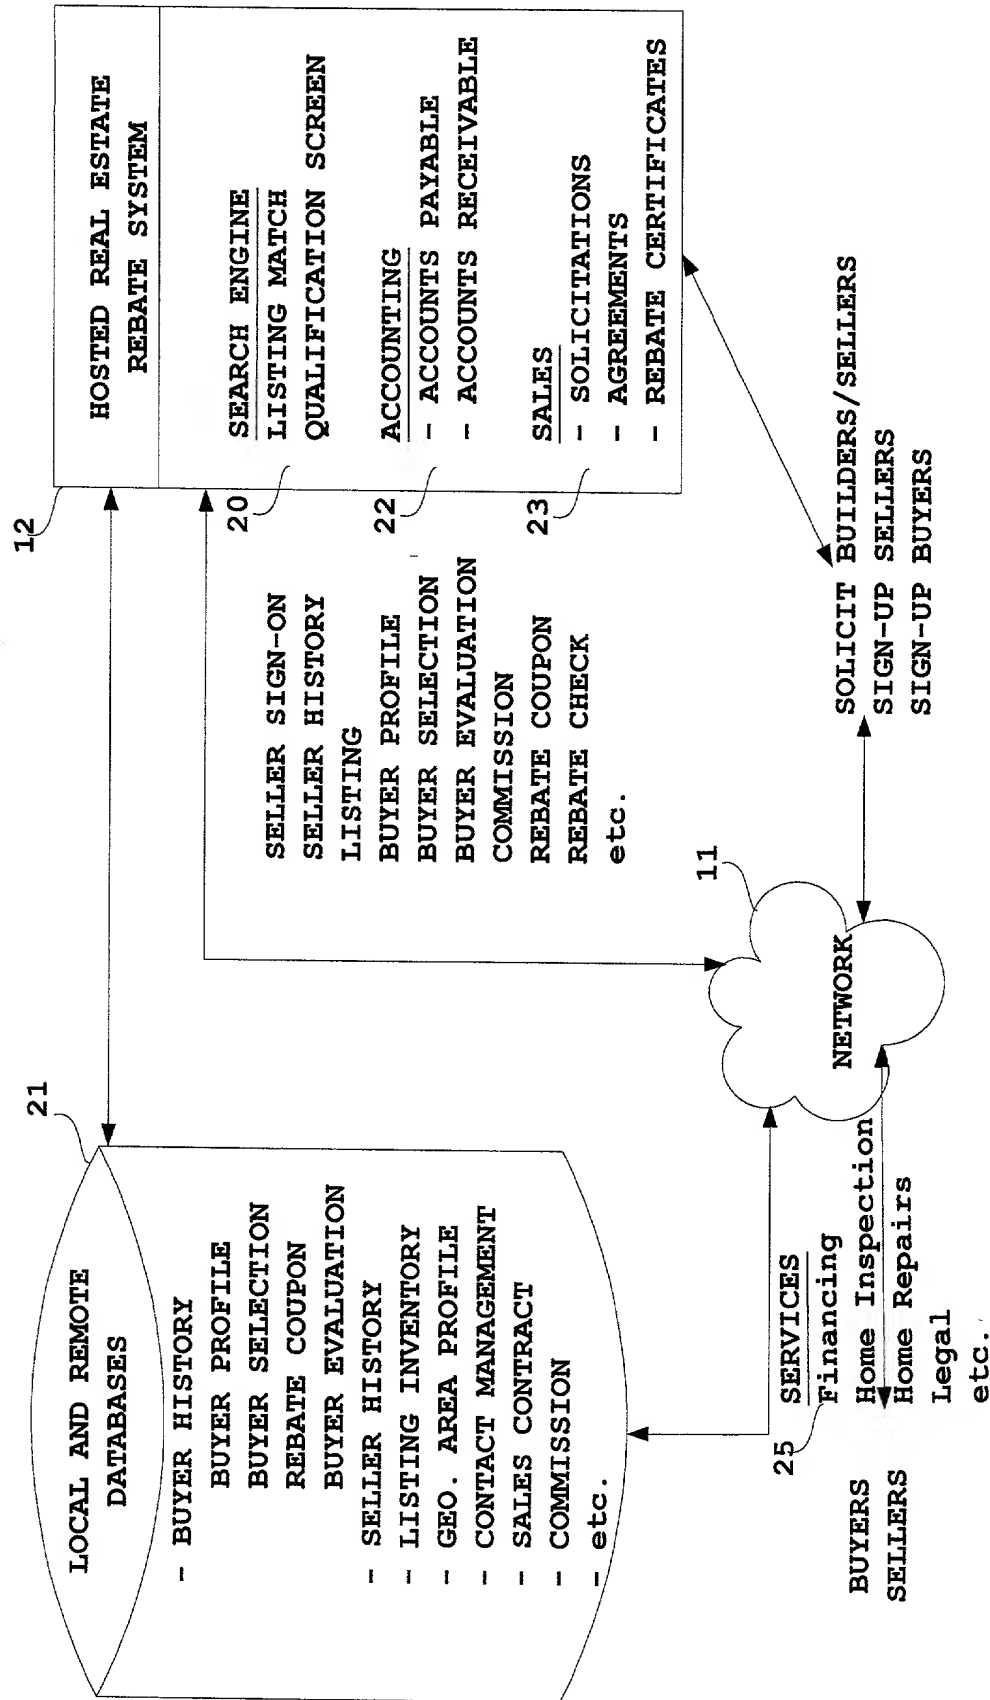 LOCAL AND REMOTE
DATABASES
21
- BUYER HISTORY
BUYER PROFILE
BUYER SELECTION
REBATE COUPON
BUYER EVALUATION
- SELLER HISTORY
- LISTING INVENTORY
- GEO. AREA PROFILE
- CONTACT MANAGEMENT
- SALES CONTRACT
- COMMISSION
- etc.
12
HOSTED REAL ESTATE
REBATE SYSTEM
20
SEARCH ENGINE
LISTING MATCH
QUALIFICATION SCREEN
22
ACCOUNTING
- ACCOUNTS PAYABLE
- ACCOUNTS RECEIVABLE
23
SALES
- SOLICITATIONS
- AGREEMENTS
- REBATE CERTIFICATES
SELLER SIGN-ON
SELLER HISTORY
LISTING
BUYER PROFILE
BUYER SELECTION
BUYER EVALUATION
COMMISSION
REBATE COUPON
REBATE CHECK
etc.
11
NETWORK
SOLICIT BUILDERS/SELLERS
SIGN-UP SELLERS
SIGN-UP BUYERS
25
SERVICES
Financing
Home Inspection
Home Repairs
Legal
etc.
BUYERS
SELLERS